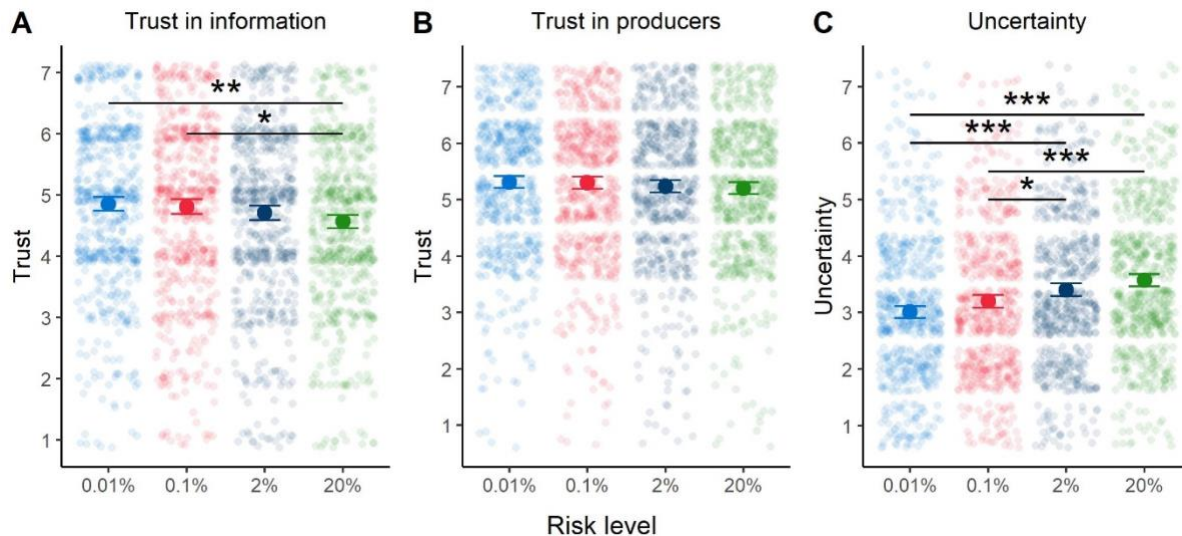 A Trust in information
B Trust in producers
C Uncertainty
Trust
7
6
5
4
3
2
1
**
*
0.01% 0.1% 2% 20%
Trust
7
6
5
4
3
2
1
0.01% 0.1% 2% 20%
Uncertainty
7
6
5
4
3
2
1
***
***
***
*
0.01% 0.1% 2% 20%
Risk level